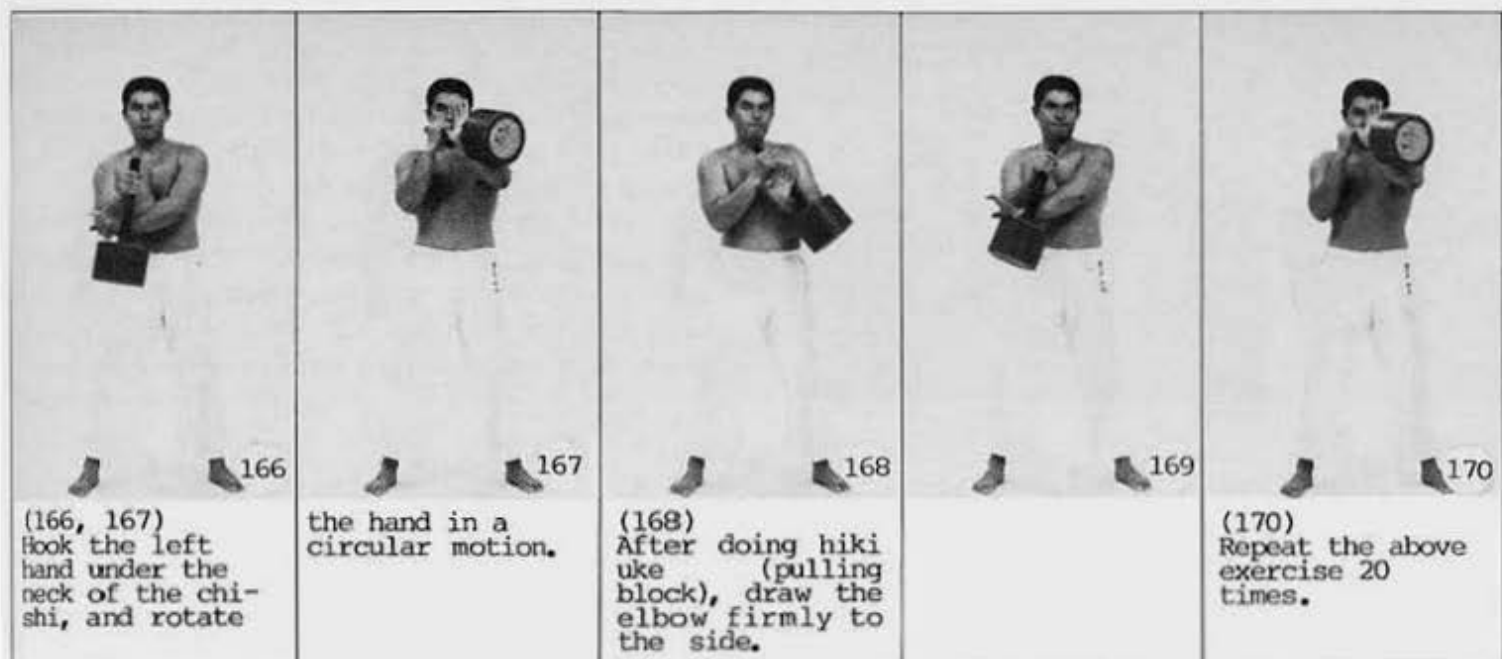 166
167
168
169
170
(166, 167)
Hook the left
hand under the
neck of the chi-
shi, and rotate
the hand in a
circular motion.
(168)
After doing hiki
uke (pulling
block), draw the
elbow firmly to
the side.
(170)
Repeat the above
exercise 20
times.